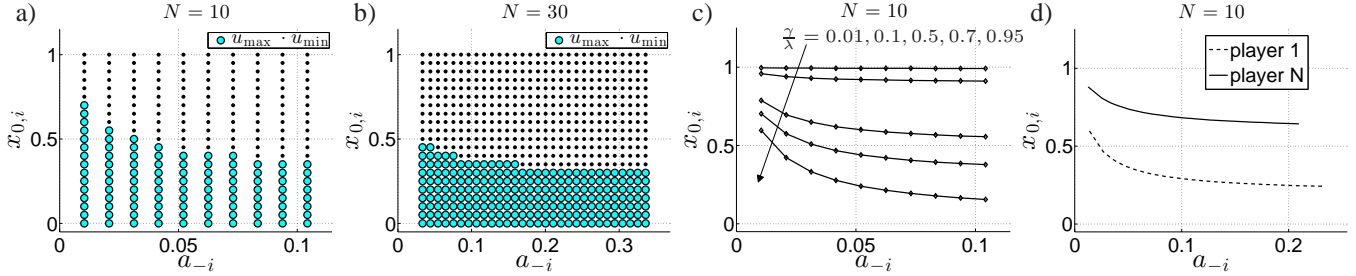 a)
N = 10
u_max · u_min
1
0.5
0
x_{0,i}
0
0.05
0.1
a_{-i}
b)
N = 30
u_max · u_min
1
0.5
0
x_{0,i}
0
0.1
0.2
0.3
a_{-i}
c)
N = 10
γ/λ = 0.01, 0.1, 0.5, 0.7, 0.95
1
0.5
0
x_{0,i}
0
0.05
0.1
a_{-i}
d)
N = 10
player 1
player N
1
0.5
0
x_{0,i}
0
0.1
0.2
a_{-i}